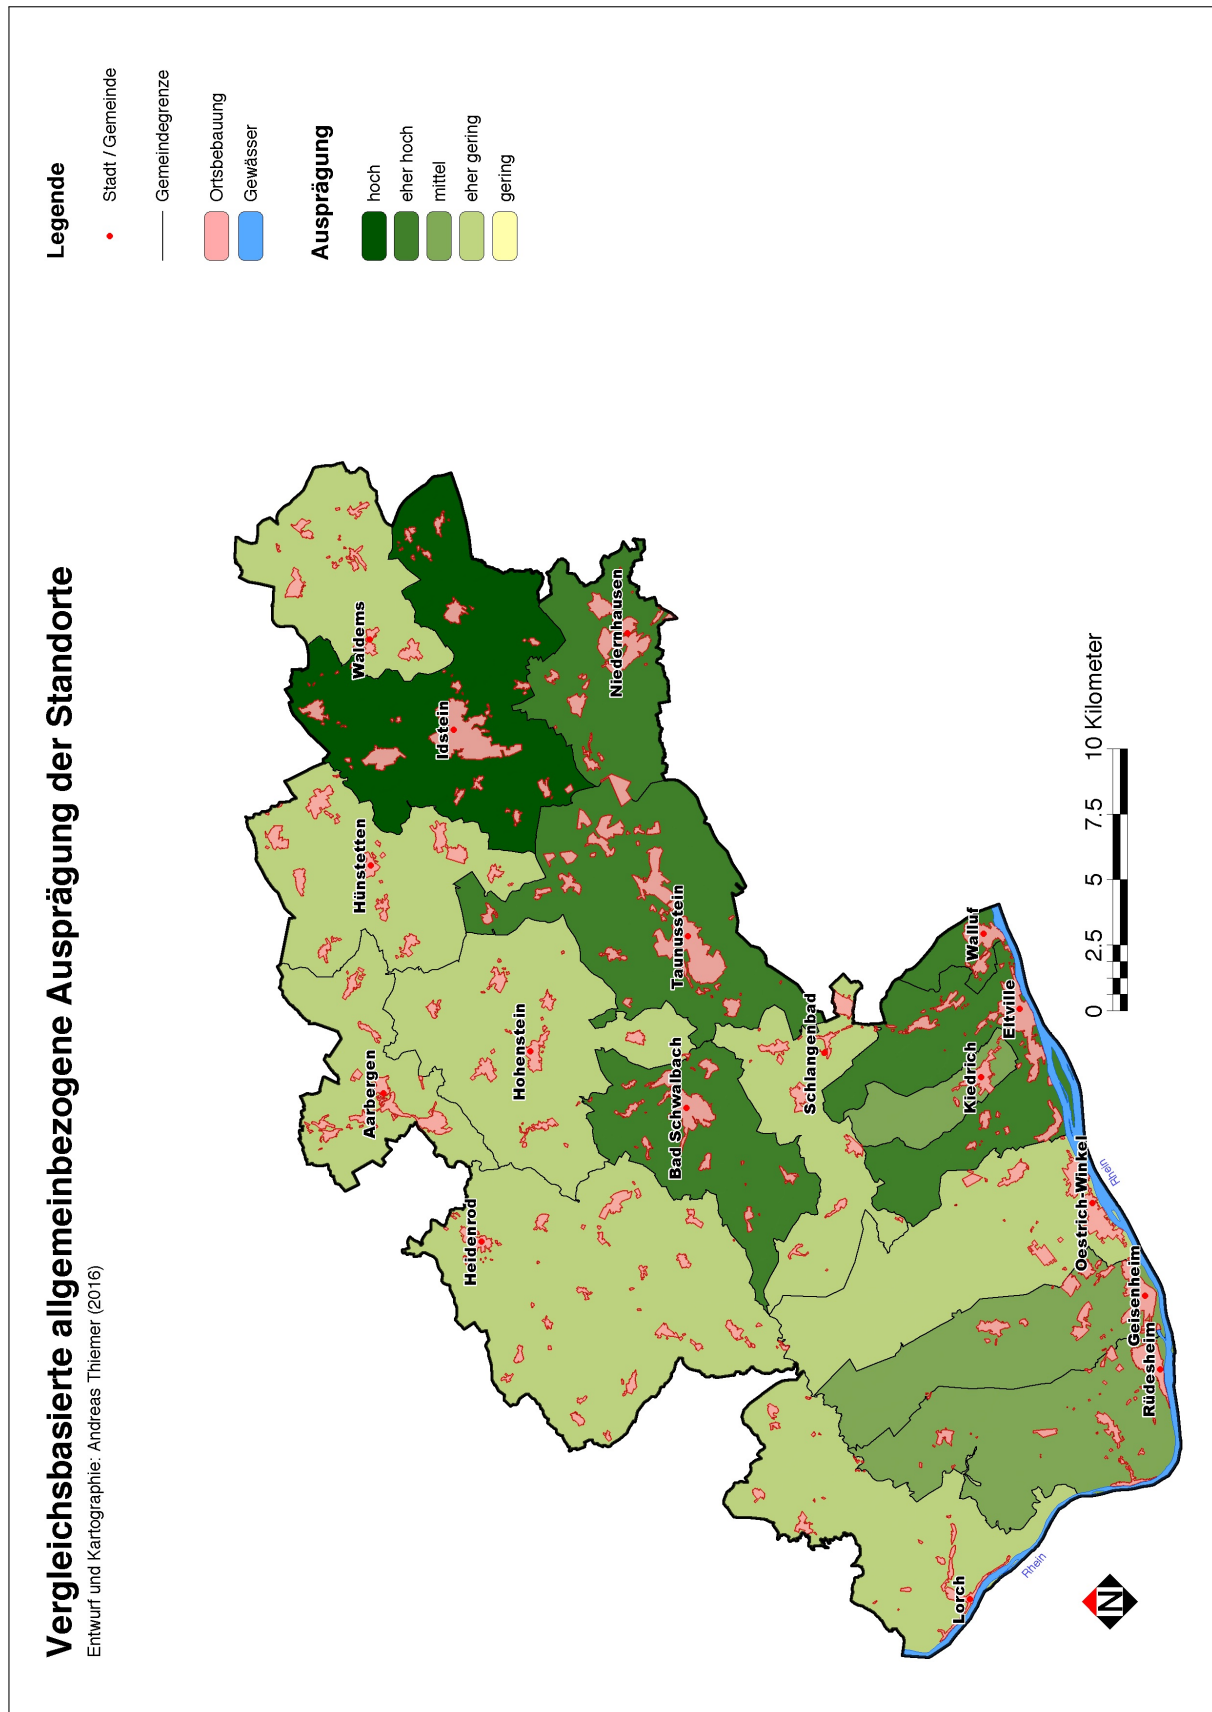 Vergleichsbasierte allgemeinbezogene Ausprägung der Standorte
Entwurf und Kartographie: Andreas Thiemer (2016)
Legende
Stadt / Gemeinde
Gemeindegrenze
Ortsbebauung
Gewässer
Ausprägung
hoch
eher hoch
mittel
eher gering
gering
Waldems
Idstein
Niedernhausen
Hünstetten
Taunusstein
Aarbergen
Hohenstein
Bad Schwalbach
Schlangenbad
Heidenrod
Walluf
Eltville
Kiedrich
Oestrich-Winkel
Geisenheim
Rüdesheim
Lorch
Rhein
Rhein
0 2.5 5 7.5 10 Kilometer
N